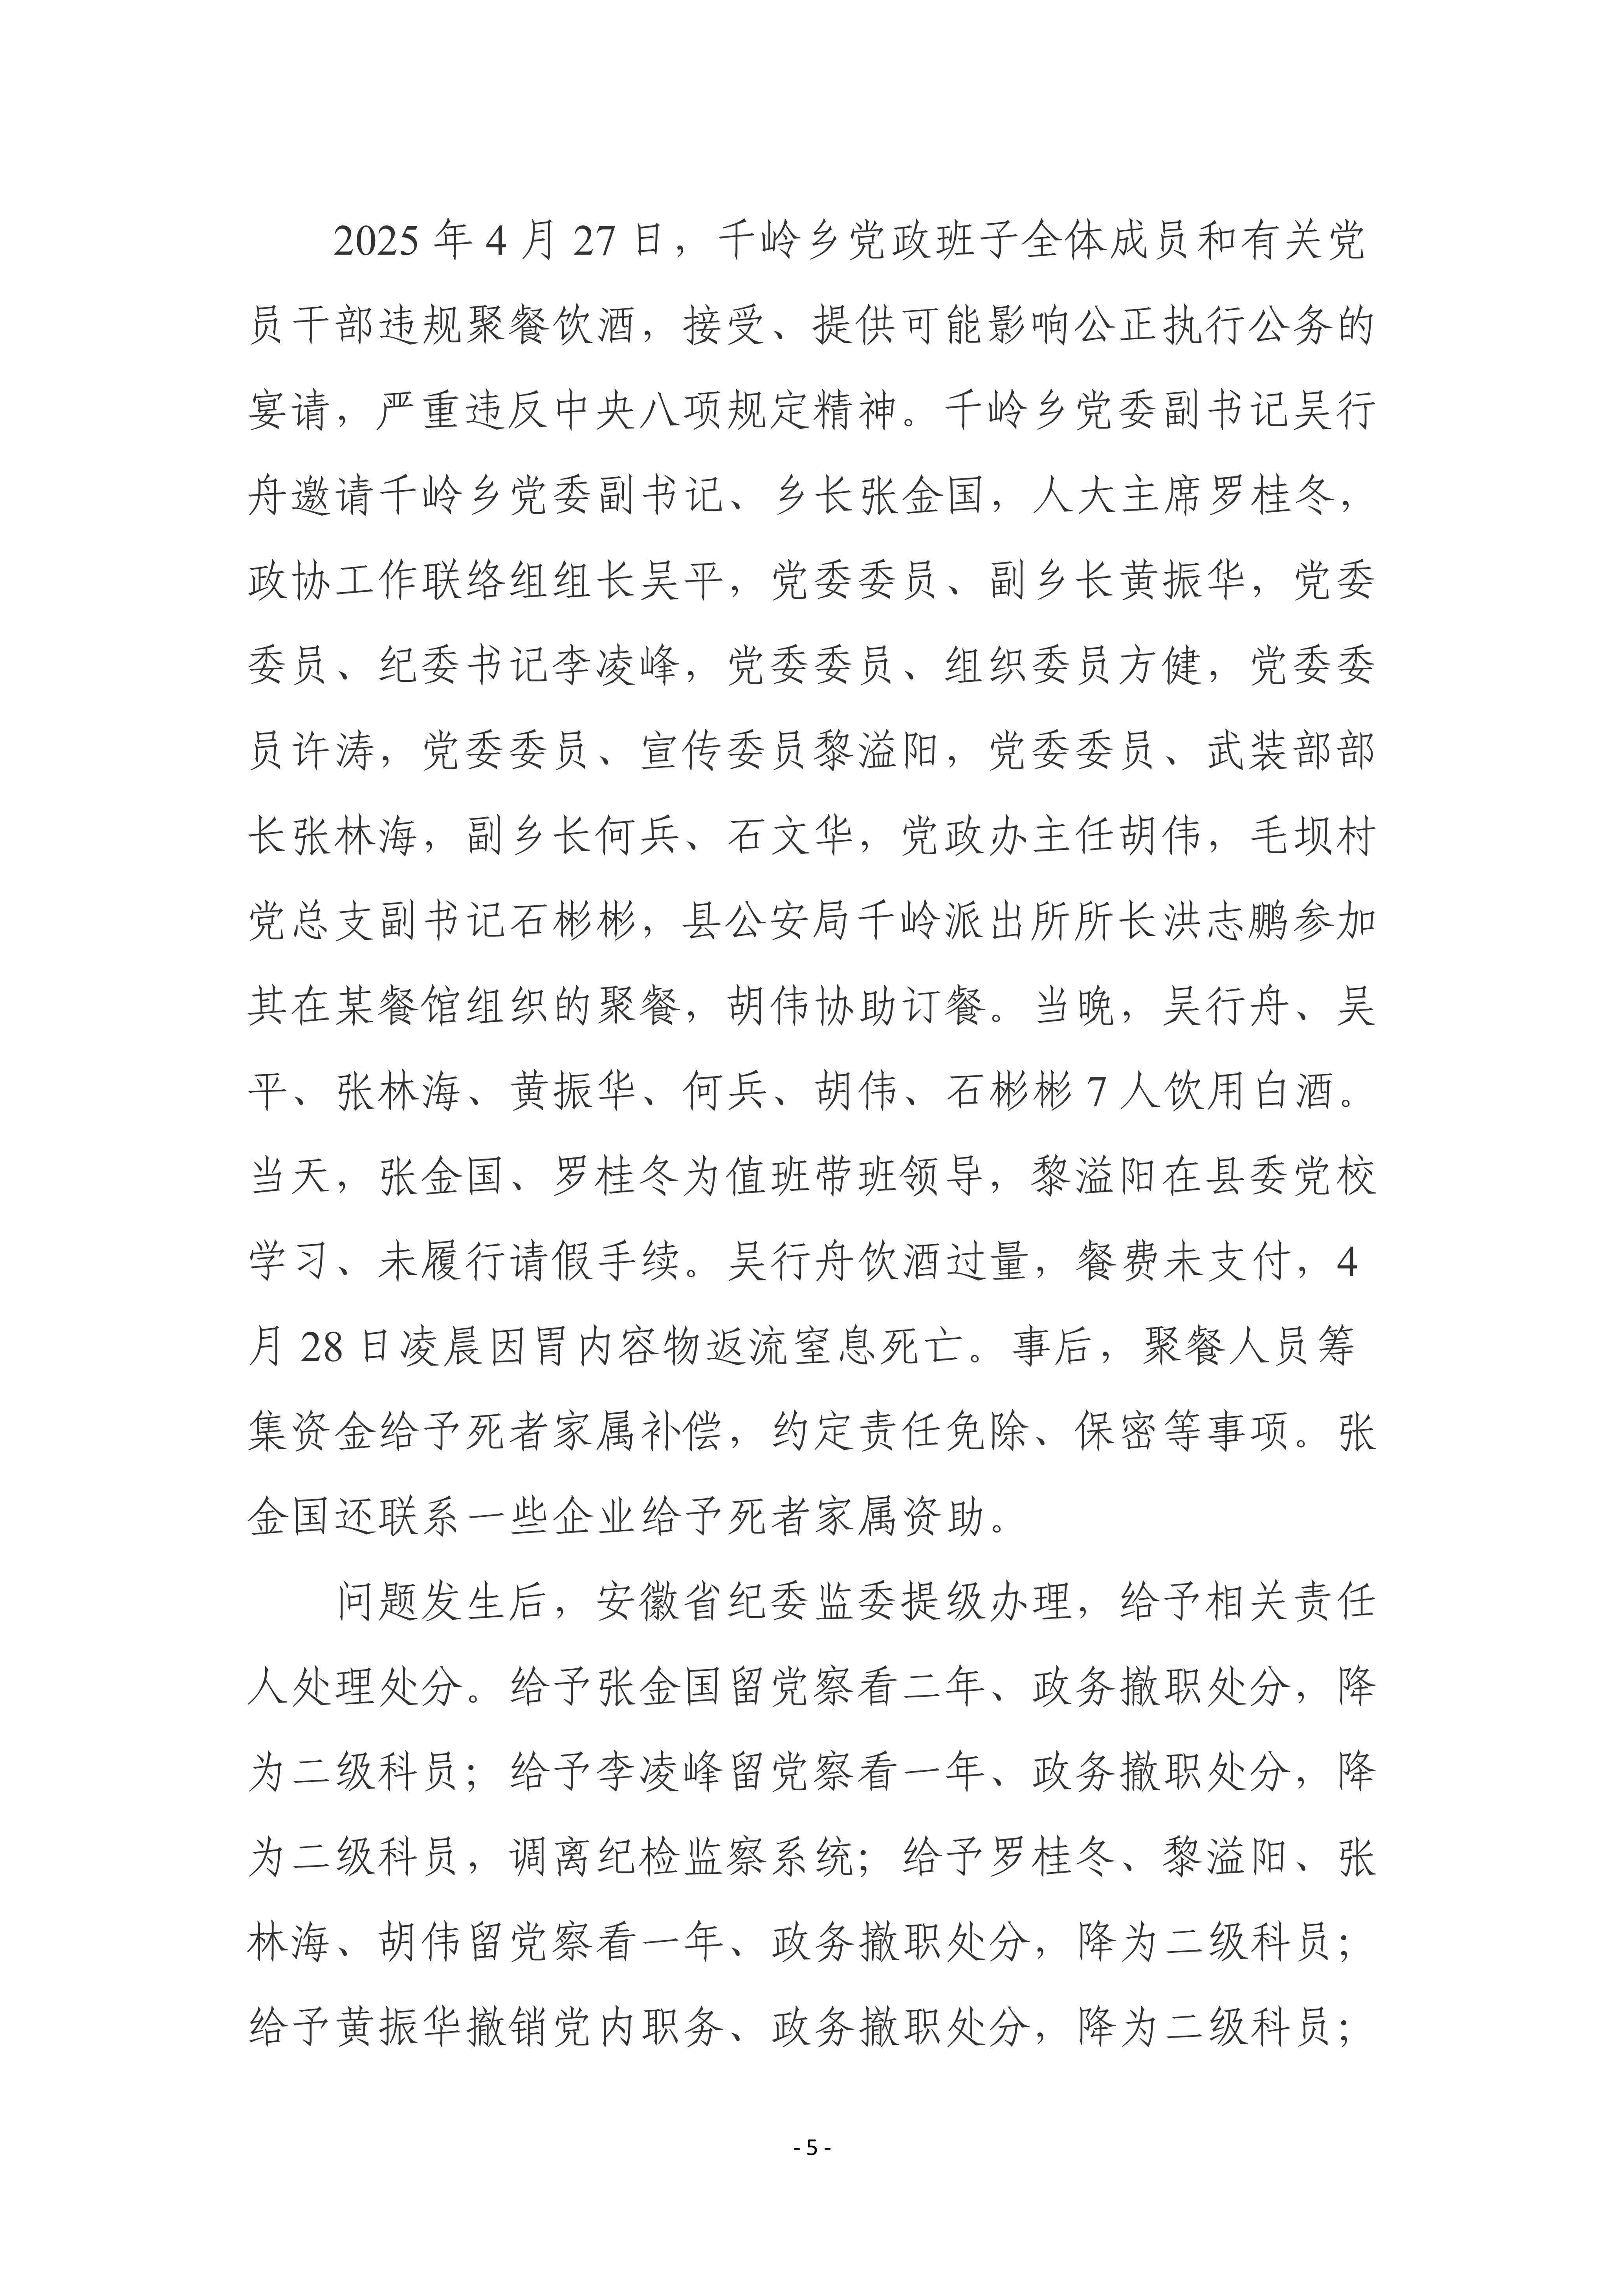 2025 年 4 月 27 日，千岭乡党政班子全体成员和有关党
员干部违规聚餐饮酒，接受、提供可能影响公正执行公务的
宴请，严重违反中央八项规定精神。千岭乡党委副书记吴行
舟邀请千岭乡党委副书记、乡长张金国，人大主席罗桂冬，
政协工作联络组组长吴平，党委委员、副乡长黄振华，党委
委员、纪委书记李凌峰，党委委员、组织委员方健，党委委
员许涛，党委委员、宣传委员黎溢阳，党委委员、武装部部
长张林海，副乡长何兵、石文华，党政办主任胡伟，毛坝村
党总支副书记石彬彬，县公安局千岭派出所所长洪志鹏参加
其在某餐馆组织的聚餐，胡伟协助订餐。当晚，吴行舟、吴
平、张林海、黄振华、何兵、胡伟、石彬彬 7 人饮用白酒。
当天，张金国、罗桂冬为值班带班领导，黎溢阳在县委党校
学习、未履行请假手续。吴行舟饮酒过量，餐费未支付，4
月 28 日凌晨因胃内容物返流窒息死亡。事后，聚餐人员筹
集资金给予死者家属补偿，约定责任免除、保密等事项。张
金国还联系一些企业给予死者家属资助。
问题发生后，安徽省纪委监委提级办理，给予相关责任
人处理处分。给予张金国留党察看二年、政务撤职处分，降
为二级科员；给予李凌峰留党察看一年、政务撤职处分，降
为二级科员，调离纪检监察系统；给予罗桂冬、黎溢阳、张
林海、胡伟留党察看一年、政务撤职处分，降为二级科员；
给予黄振华撤销党内职务、政务撤职处分，降为二级科员；
- 5 -